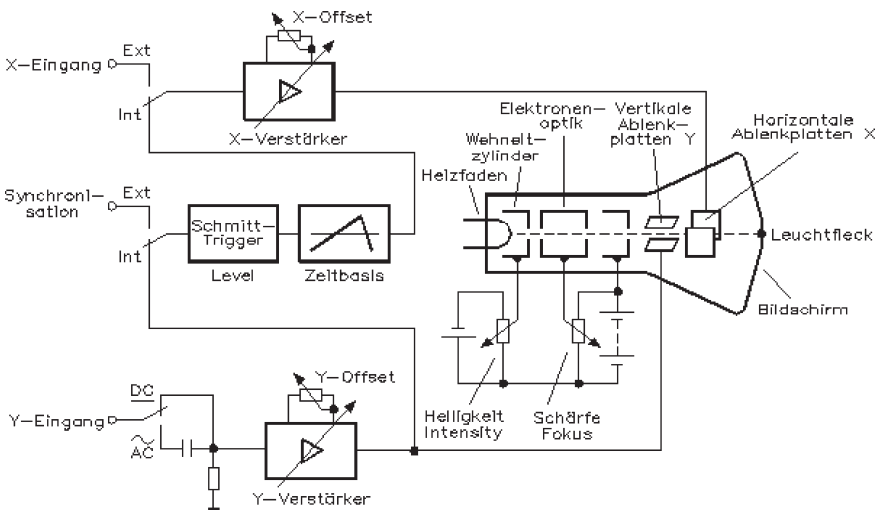 X-Offset
Ext
X-Eingang
Int
X-Verstärker
Elektronen-
optik
Vertikale
Ablenk-
platten Y
Horizontale
Ablenkplatten X
Wehnelt-
zylinder
Heizfaden
Synchroni-
sation
Ext
Schmitt-
Trigger
Int
Level
Zeitbasis
Leuchtfleck
Bildschirm
Y-Offset
DC
Y-Eingang
AC
Y-Verstärker
Helligkeit
Intensity
Schärfe
Fokus